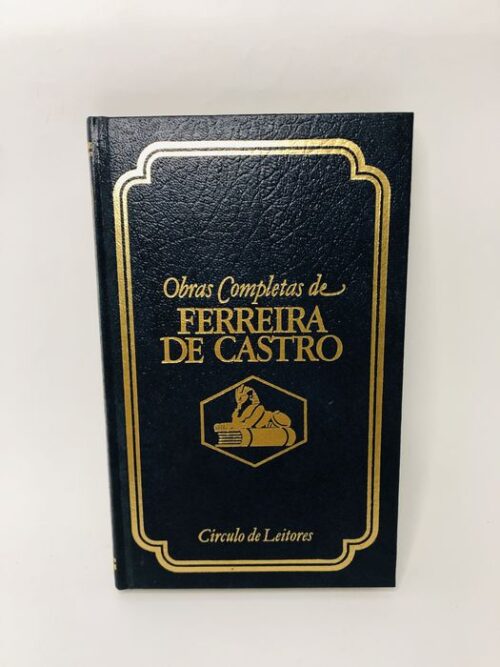 Obras Completas de
FERREIRA
DE CASTRO
Círculo de Leitores